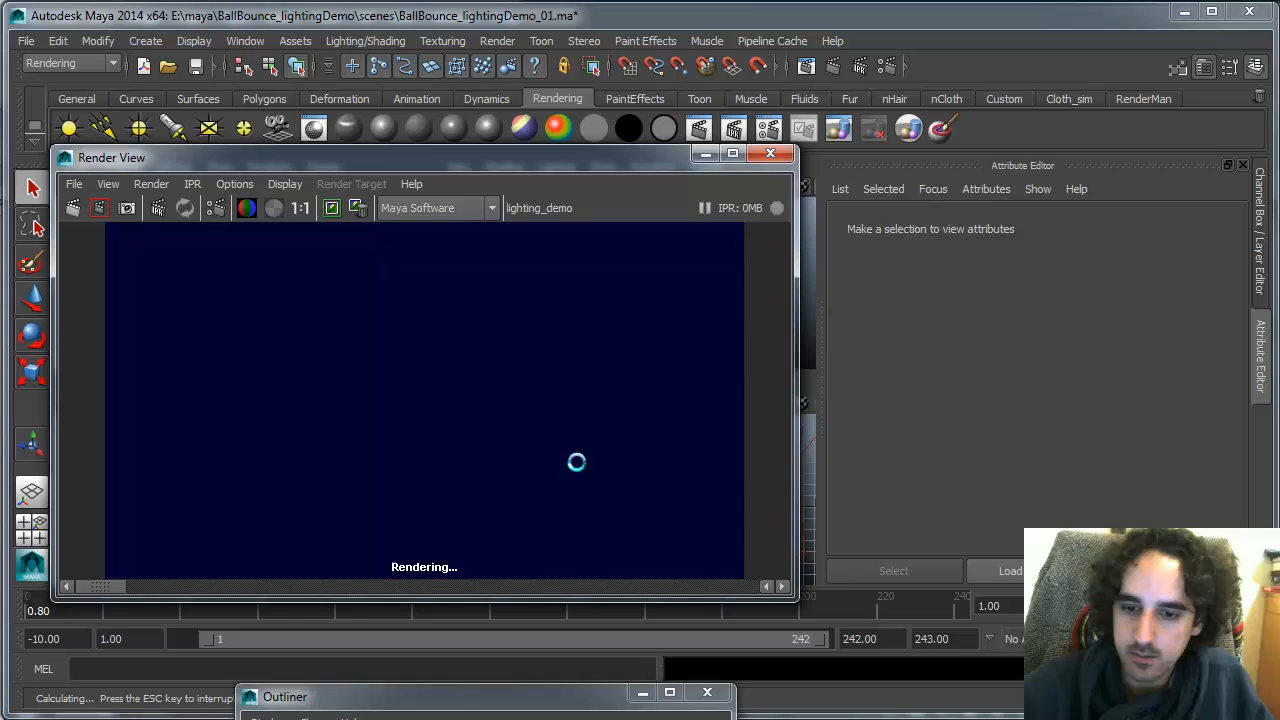 Autodesk Maya 2014 x64: E:\maya\BallBounce_lightingDemo\scenes\BallBounce_lightingDemo_01.ma*
File Edit Modify Create Display Window Assets Lighting/Shading Texturing Render Toon Stereo Paint Effects Muscle Pipeline Cache Help
Rendering
General Curves Surfaces Polygons Deformation Animation Dynamics Rendering PaintEffects Toon Muscle Fluids Fur nHair nCloth Custom Cloth_sim RenderMan
Render View
File View Render IPR Options Display Render Target Help
1:1 Maya Software lighting_demo IPR: 0MB
Rendering...
Attribute Editor
List Selected Focus Attributes Show Help
Make a selection to view attributes
Select Load
Channel Box / Layer Editor
Attribute Editor
0 220 240
0.80 1.00
-10.00 1.00 1 242 242.00 243.00 No A
MEL
Calculating... Press the ESC key to interrup
Outliner
MAYA